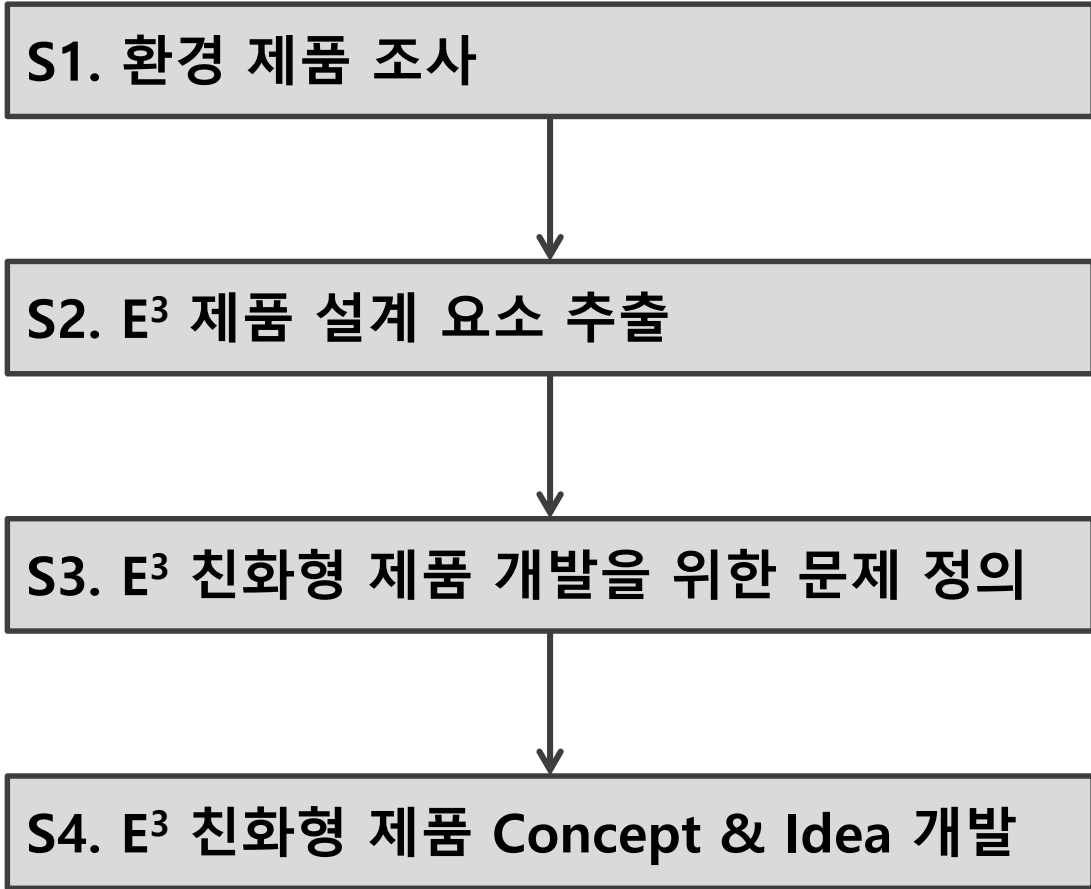 S1. 환경 제품 조사
S2. E³ 제품 설계 요소 추출
S3. E³ 친화형 제품 개발을 위한 문제 정의
S4. E³ 친화형 제품 Concept & Idea 개발